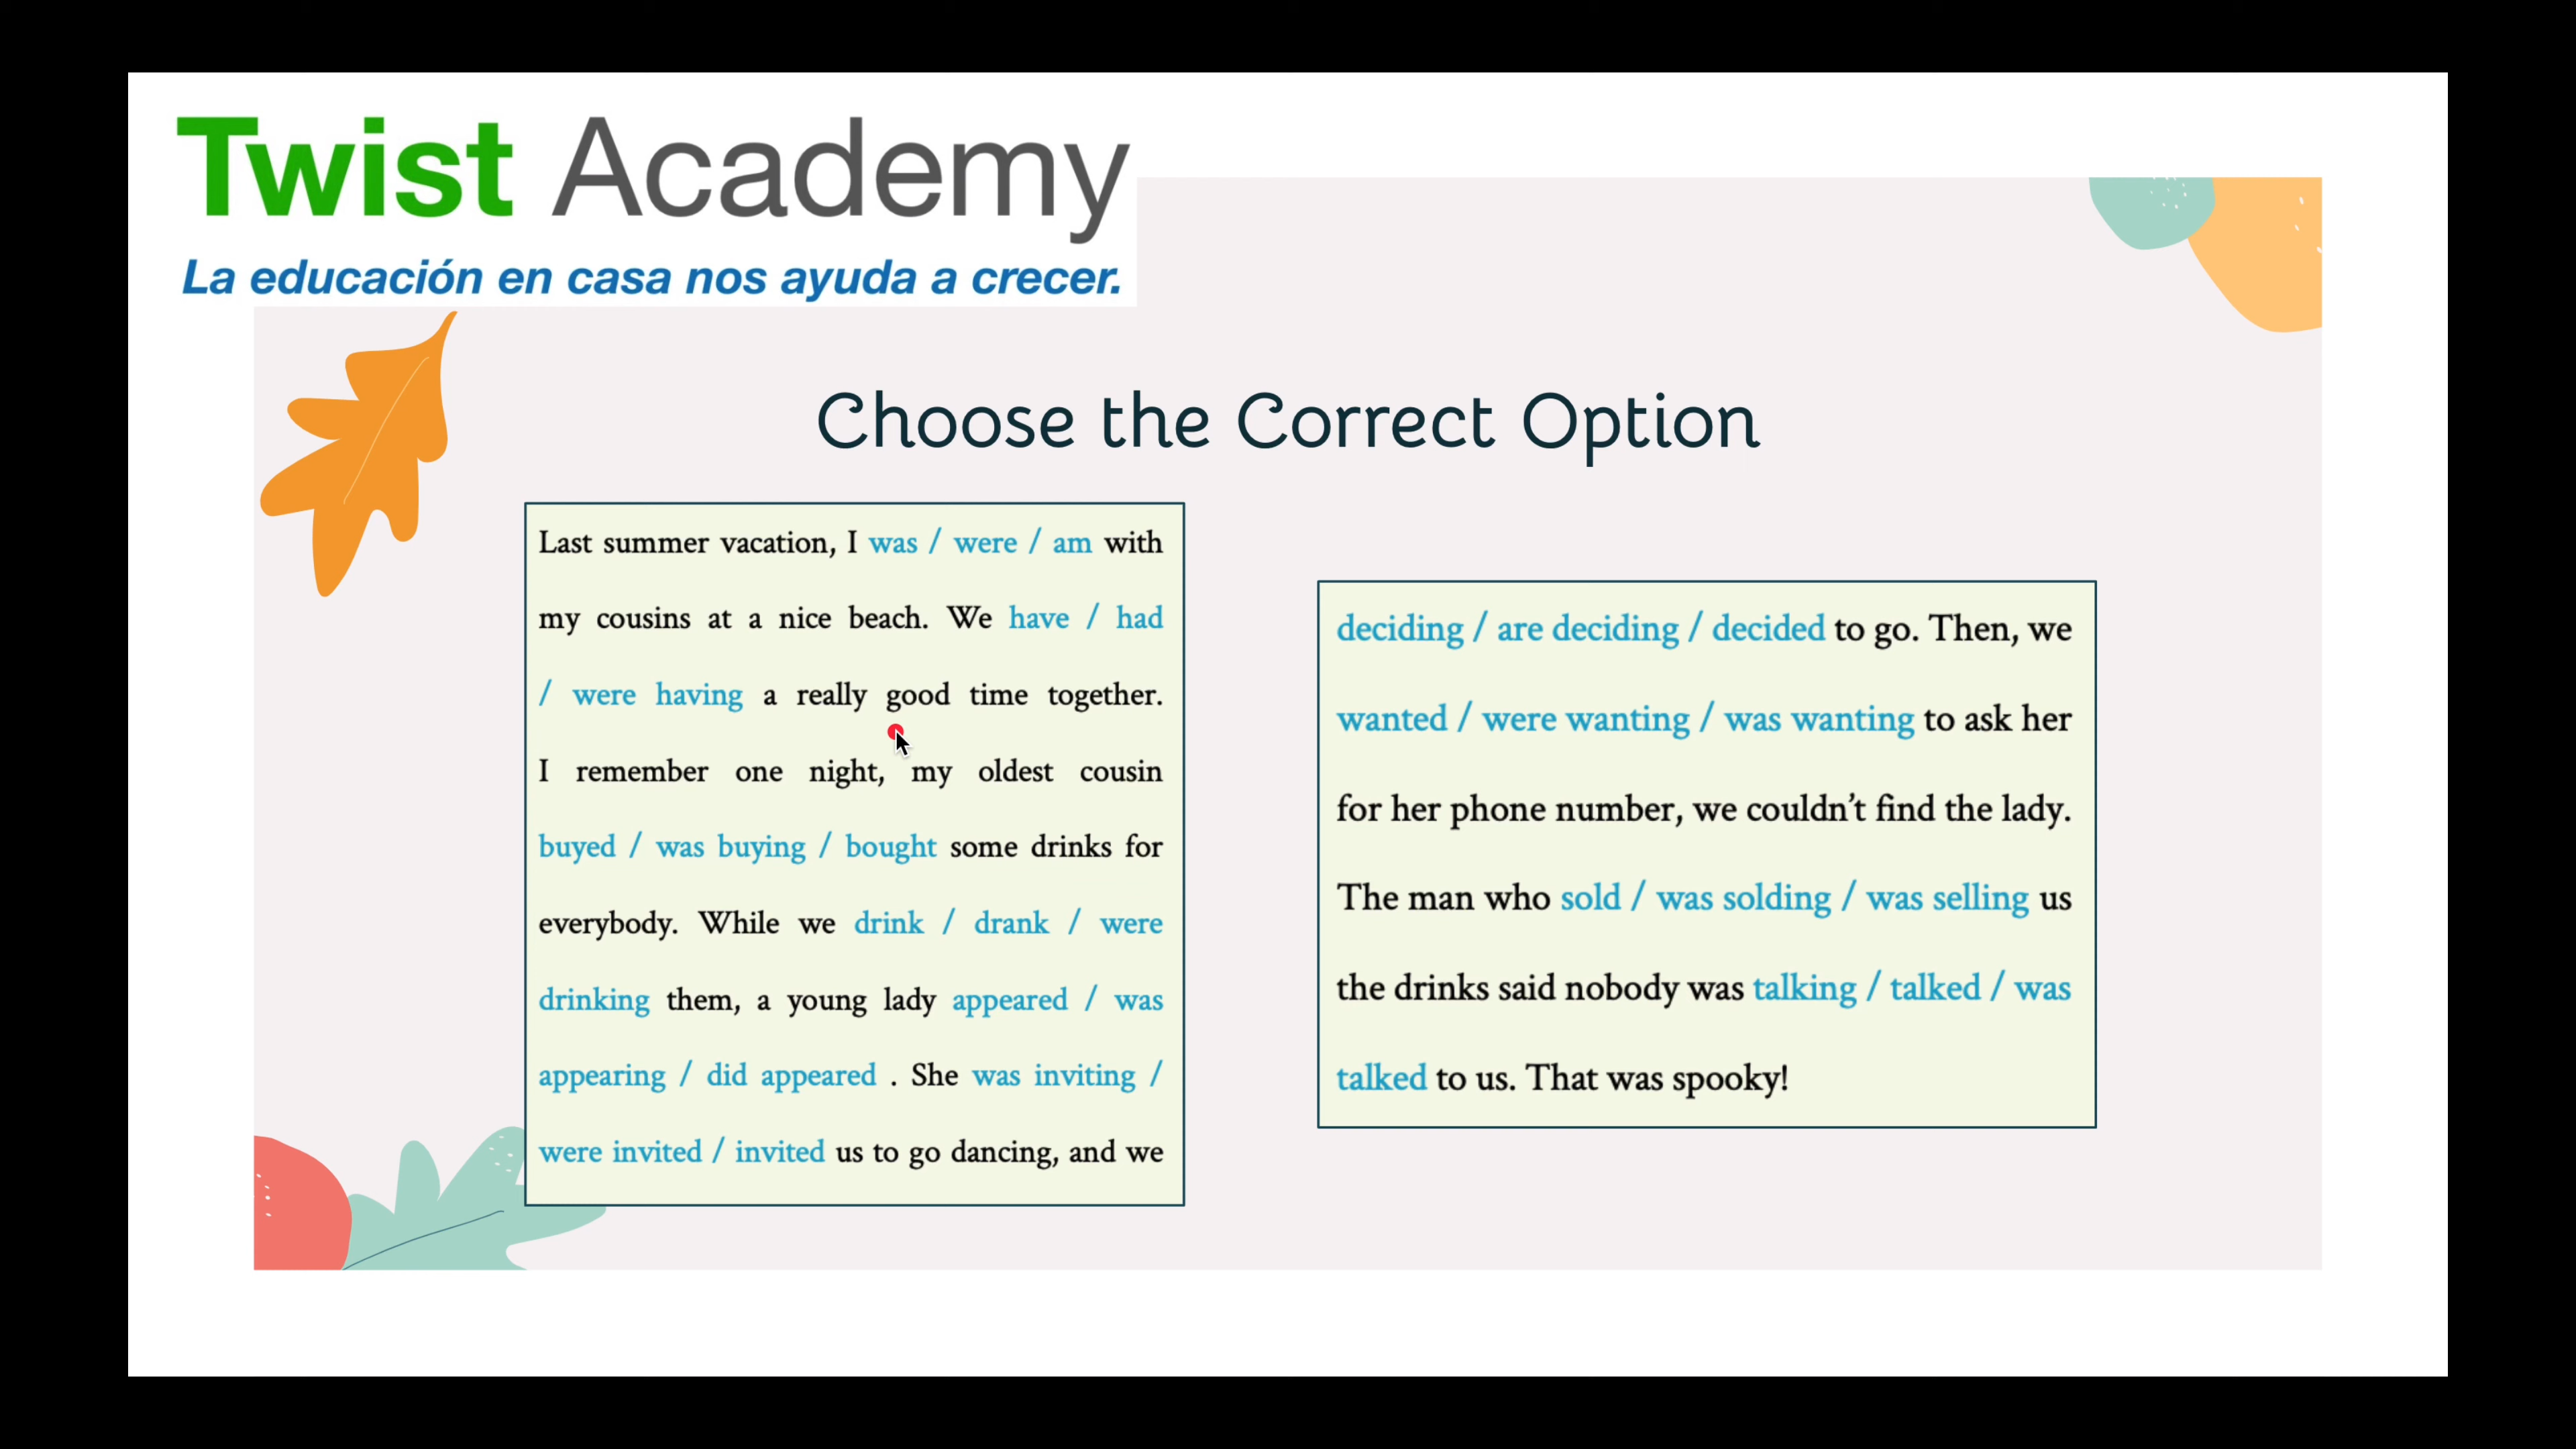 Twist Academy
La educación en casa nos ayuda a crecer.
Choose the Correct Option
Last summer vacation, I was / were / am with
my cousins at a nice beach. We have / had
/ were having a really good time together.
I remember one night, my oldest cousin
buyed / was buying / bought some drinks for
everybody. While we drink / drank / were
drinking them, a young lady appeared / was
appearing / did appeared . She was inviting /
were invited / invited us to go dancing, and we
deciding / are deciding / decided to go. Then, we
wanted / were wanting / was wanting to ask her
for her phone number, we couldn’t find the lady.
The man who sold / was solding / was selling us
the drinks said nobody was talking / talked / was
talked to us. That was spooky!